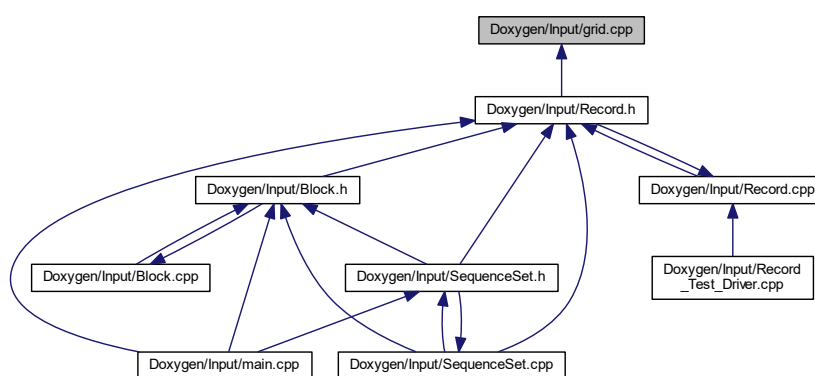 Doxygen/Input/grid.cpp
Doxygen/Input/Record.h
Doxygen/Input/Block.h
Doxygen/Input/Record.cpp
Doxygen/Input/Block.cpp
Doxygen/Input/SequenceSet.h
Doxygen/Input/Record
_Test_Driver.cpp
Doxygen/Input/main.cpp
Doxygen/Input/SequenceSet.cpp